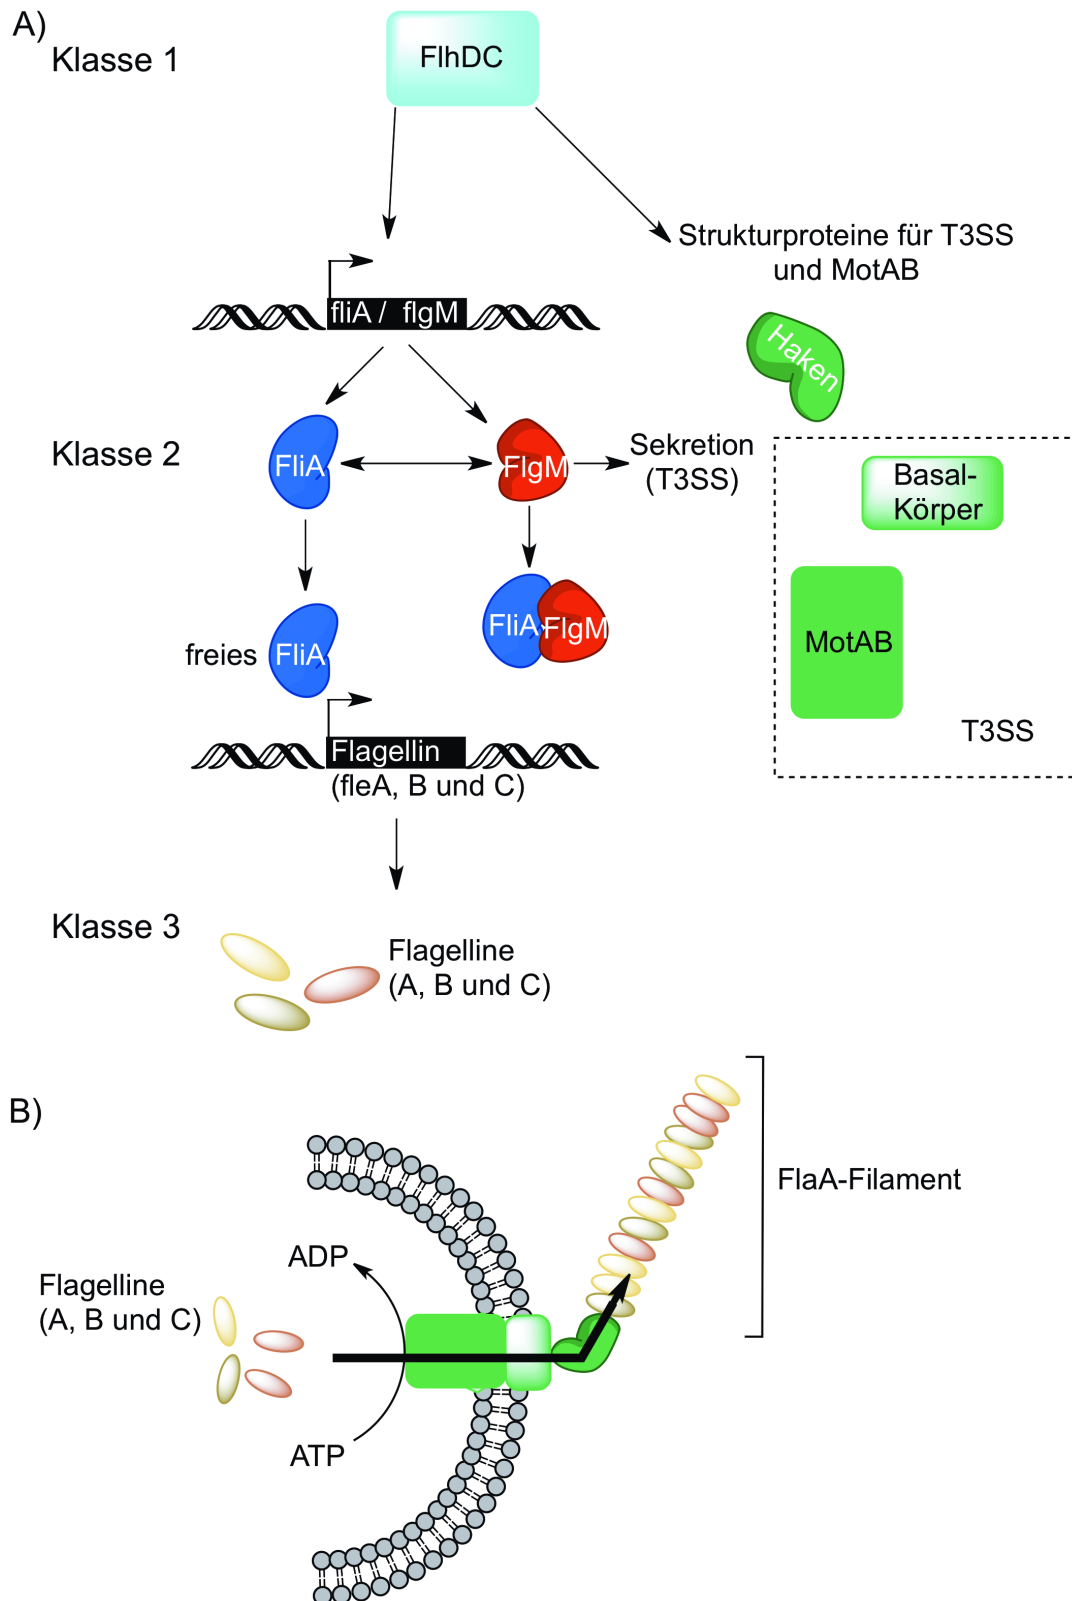 A)
Klasse 1
FlhDC
Strukturproteine für T3SS
und MotAB
fliA / flgM
Haken
Klasse 2
FliA
FlgM
Sekretion
(T3SS)
Basal-
Körper
FliA
FlgM
MotAB
freies
FliA
T3SS
Flagellin
(fleA, B und C)
Klasse 3
Flagelline
(A, B und C)
B)
FlaA-Filament
ADP
Flagelline
(A, B und C)
ATP